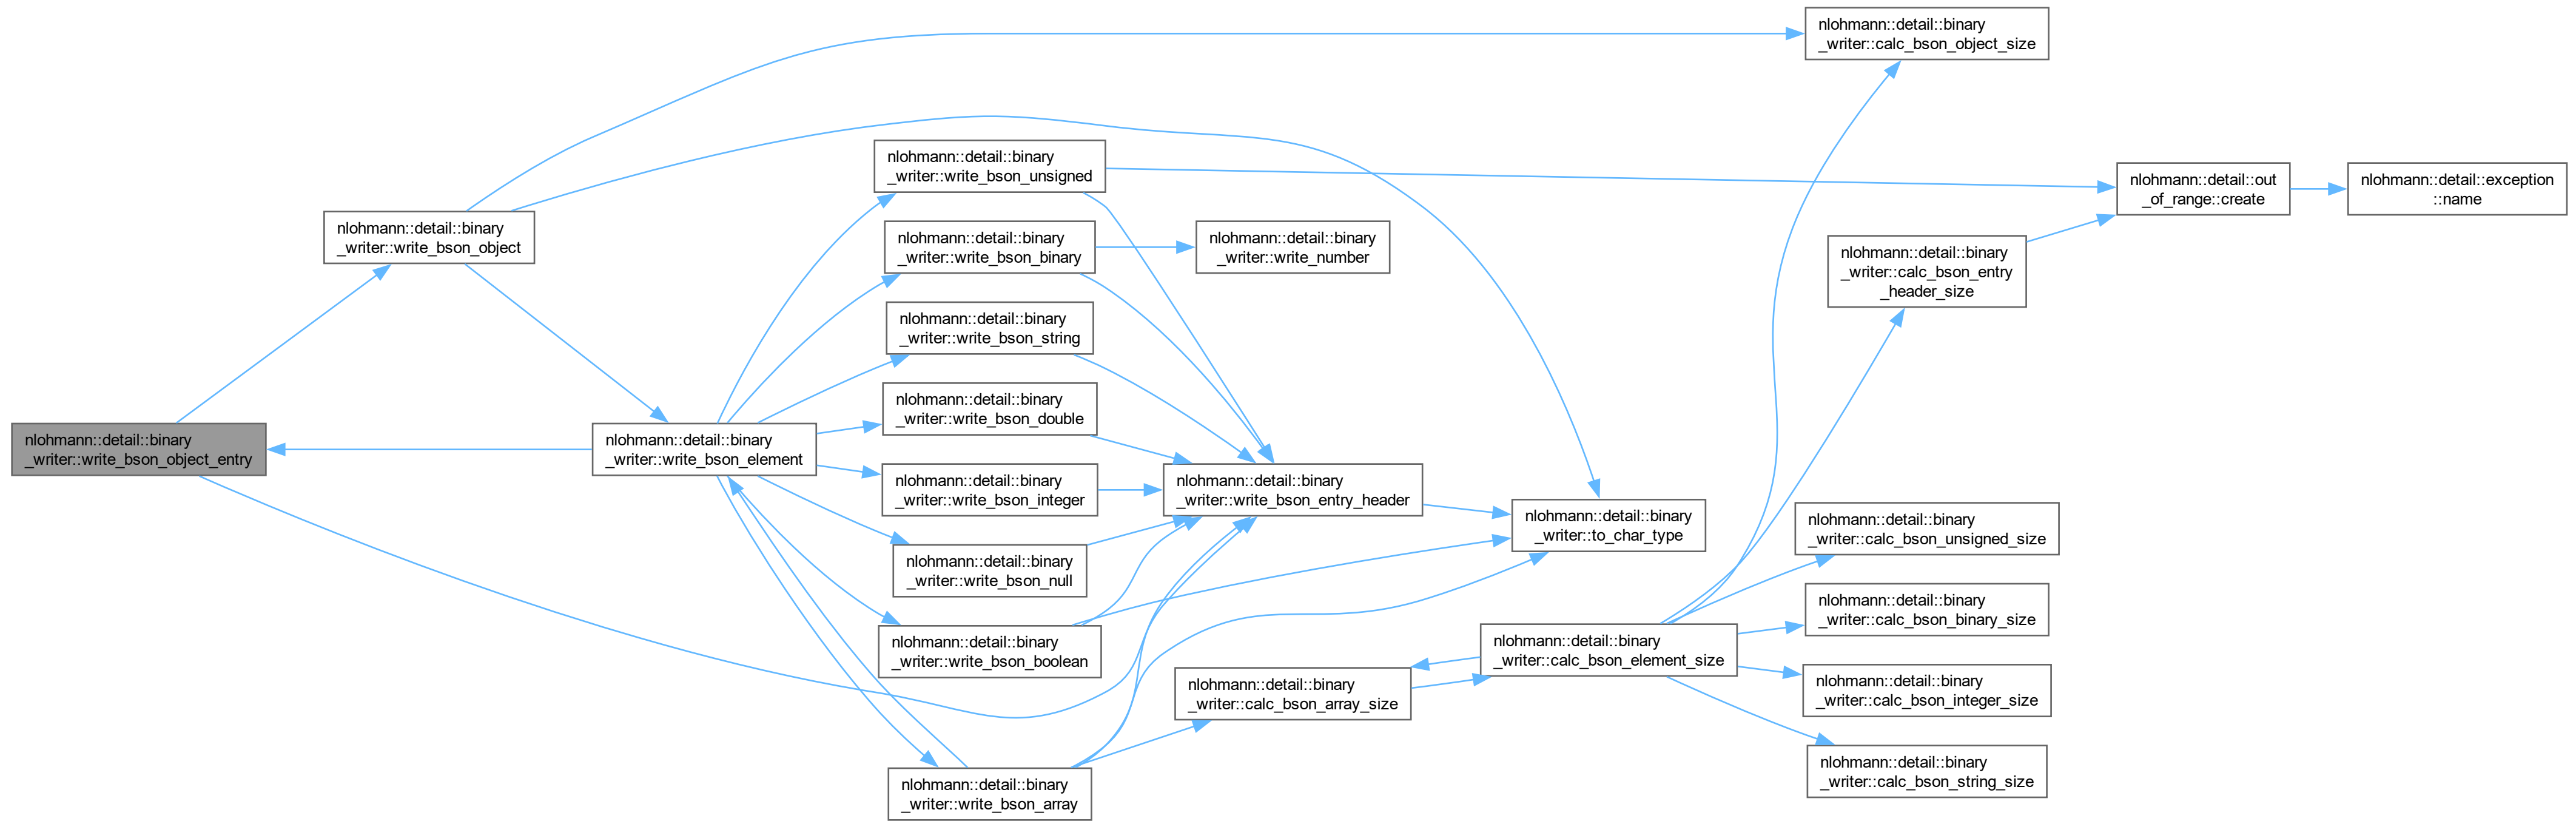 nlohmann::detail::binary
_writer::write_bson_object_entry
nlohmann::detail::binary
_writer::write_bson_object
nlohmann::detail::binary
_writer::write_bson_element
nlohmann::detail::binary
_writer::write_bson_unsigned
nlohmann::detail::binary
_writer::write_bson_binary
nlohmann::detail::binary
_writer::write_bson_string
nlohmann::detail::binary
_writer::write_bson_double
nlohmann::detail::binary
_writer::write_bson_integer
nlohmann::detail::binary
_writer::write_bson_null
nlohmann::detail::binary
_writer::write_bson_boolean
nlohmann::detail::binary
_writer::write_bson_array
nlohmann::detail::binary
_writer::write_number
nlohmann::detail::binary
_writer::write_bson_entry_header
nlohmann::detail::binary
_writer::calc_bson_array_size
nlohmann::detail::binary
_writer::to_char_type
nlohmann::detail::binary
_writer::calc_bson_element_size
nlohmann::detail::binary
_writer::calc_bson_object_size
nlohmann::detail::binary
_writer::calc_bson_entry
_header_size
nlohmann::detail::binary
_writer::calc_bson_unsigned_size
nlohmann::detail::binary
_writer::calc_bson_binary_size
nlohmann::detail::binary
_writer::calc_bson_integer_size
nlohmann::detail::binary
_writer::calc_bson_string_size
nlohmann::detail::out
_of_range::create
nlohmann::detail::exception
::name